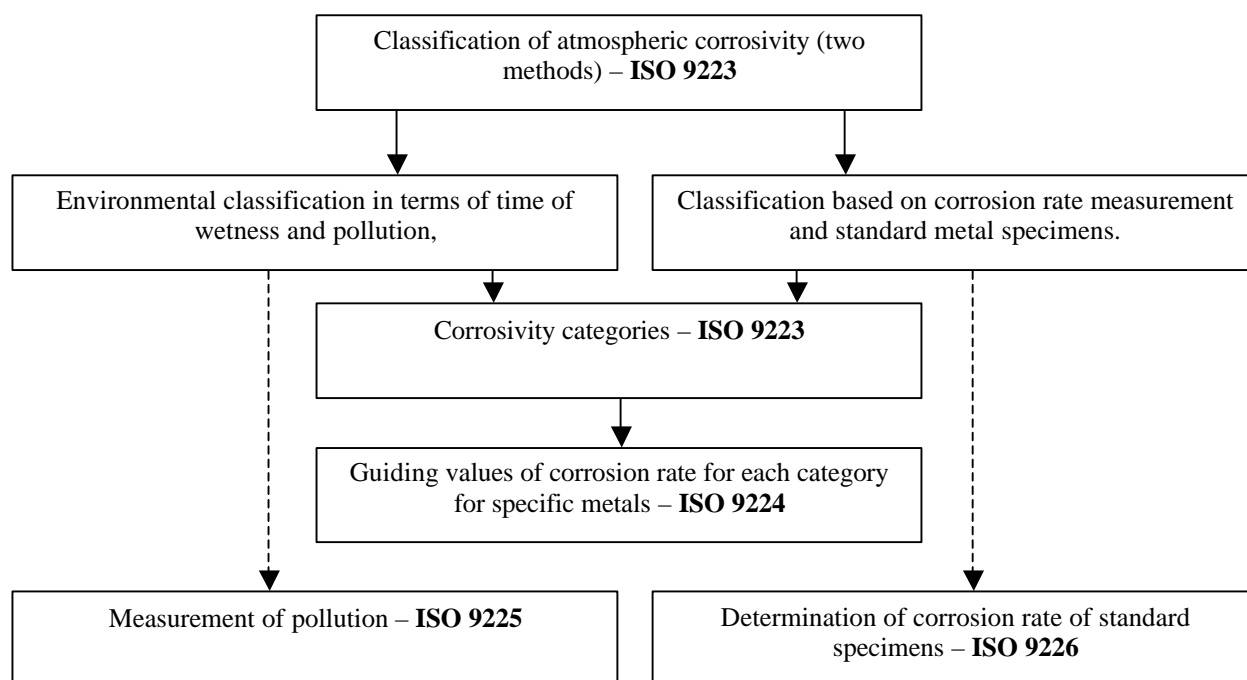 Classification of atmospheric corrosivity (two
methods) – ISO 9223
Environmental classification in terms of time of
wetness and pollution,
Classification based on corrosion rate measurement
and standard metal specimens.
Corrosivity categories – ISO 9223
Guiding values of corrosion rate for each category
for specific metals – ISO 9224
Measurement of pollution – ISO 9225
Determination of corrosion rate of standard
specimens – ISO 9226